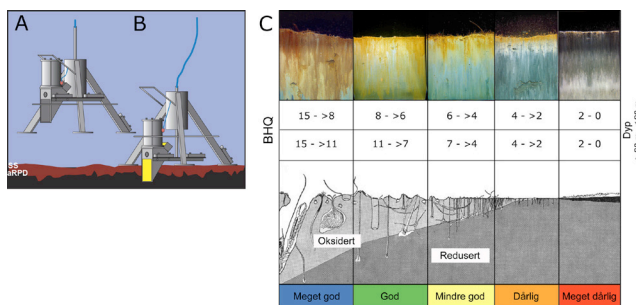 A
B
C
SS
aRPD
BHQ
15 ->8
8 ->6
6 ->4
4 ->2
2 - 0
15 ->11
11 ->7
7 ->4
4 ->2
2 - 0
Dyp
Oksidert
Redusert
Meget god
God
Mindre god
Dårlig
Meget dårlig